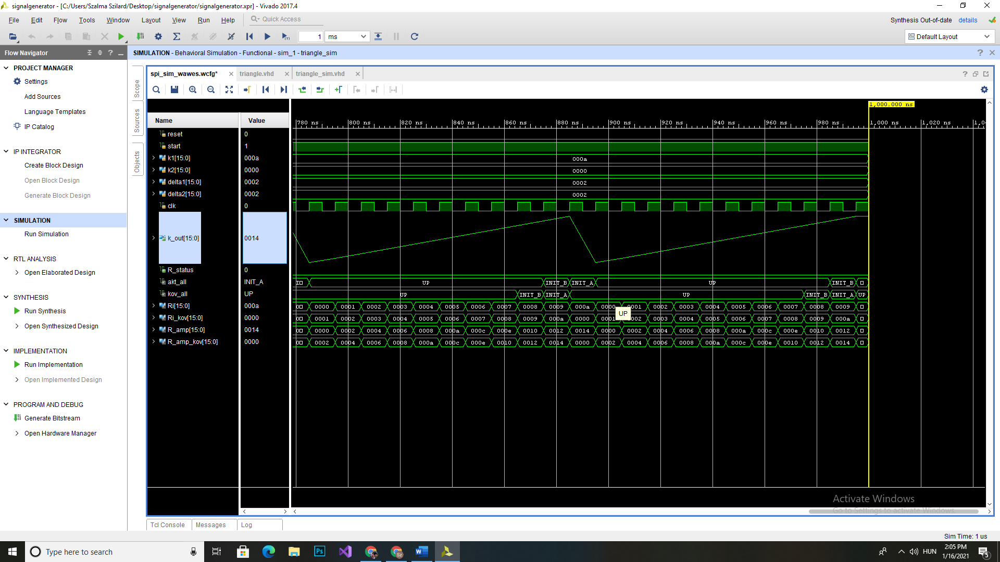 signalgenerator - [C:/Users/Szalma Szilard/Desktop/signalgenerator/signalgenerator.xpr] - Vivado 2017.4
File Edit Flow Tools Window Layout View Run Help Quick Access
Synthesis Out-of-date details
1 ms
Default Layout
Flow Navigator
SIMULATION - Behavioral Simulation - Functional - sim_1 - triangle_sim
PROJECT MANAGER
Settings
Add Sources
Language Templates
IP Catalog
IP INTEGRATOR
Create Block Design
Open Block Design
Generate Block Design
SIMULATION
Run Simulation
RTL ANALYSIS
Open Elaborated Design
SYNTHESIS
Run Synthesis
Open Synthesized Design
IMPLEMENTATION
Run Implementation
Open Implemented Design
PROGRAM AND DEBUG
Generate Bitstream
Open Hardware Manager
Scope
Sources
Objects
spi_sim_wawes.wcfg* triangle.vhd triangle_sim.vhd
1,000.000 ns
Name Value
780 ns 800 ns 820 ns 840 ns 860 ns 880 ns 900 ns 920 ns 940 ns 960 ns 980 ns 1,000 ns 1,020 ns 1,04
reset 0
start 1
k1[15:0] 000a 000a
k2[15:0] 0000 0000
delta1[15:0] 0002 0002
delta2[15:0] 0002 0002
clk 0
k_out[15:0] 0014
R_status 0
akt_all INIT_A UP INIT_B INIT_A UP INIT_B
kov_all UP UP INIT_B INIT_A UP INIT_B INIT_A UP
Ri[15:0] 000a 0000 0001 0002 0003 0004 0005 0006 0007 0008 0009 000a 0000 0001 0002 0003 0004 0005 0006 0007 0008 0009
UP
Ri_kov[15:0] 0000 0001 0002 0003 0004 0005 0006 0007 0008 0009 000a 0000 0001 0002 0003 0004 0005 0006 0007 0008 0009 000a
R_amp[15:0] 0014 0000 0002 0004 0006 0008 000a 000c 000e 0010 0012 0014 0000 0002 0004 0006 0008 000a 000c 000e 0010 0012
R_amp_kov[15:0] 0000 0002 0004 0006 0008 000a 000c 000e 0010 0012 0014 0000 0002 0004 0006 0008 000a 000c 000e 0010 0012 0014
Activate Windows
Go to Settings to activate Windows.
Tcl Console Messages Log
Sim Time: 1 us
Type here to search
HUN
2:05 PM
1/16/2021
5